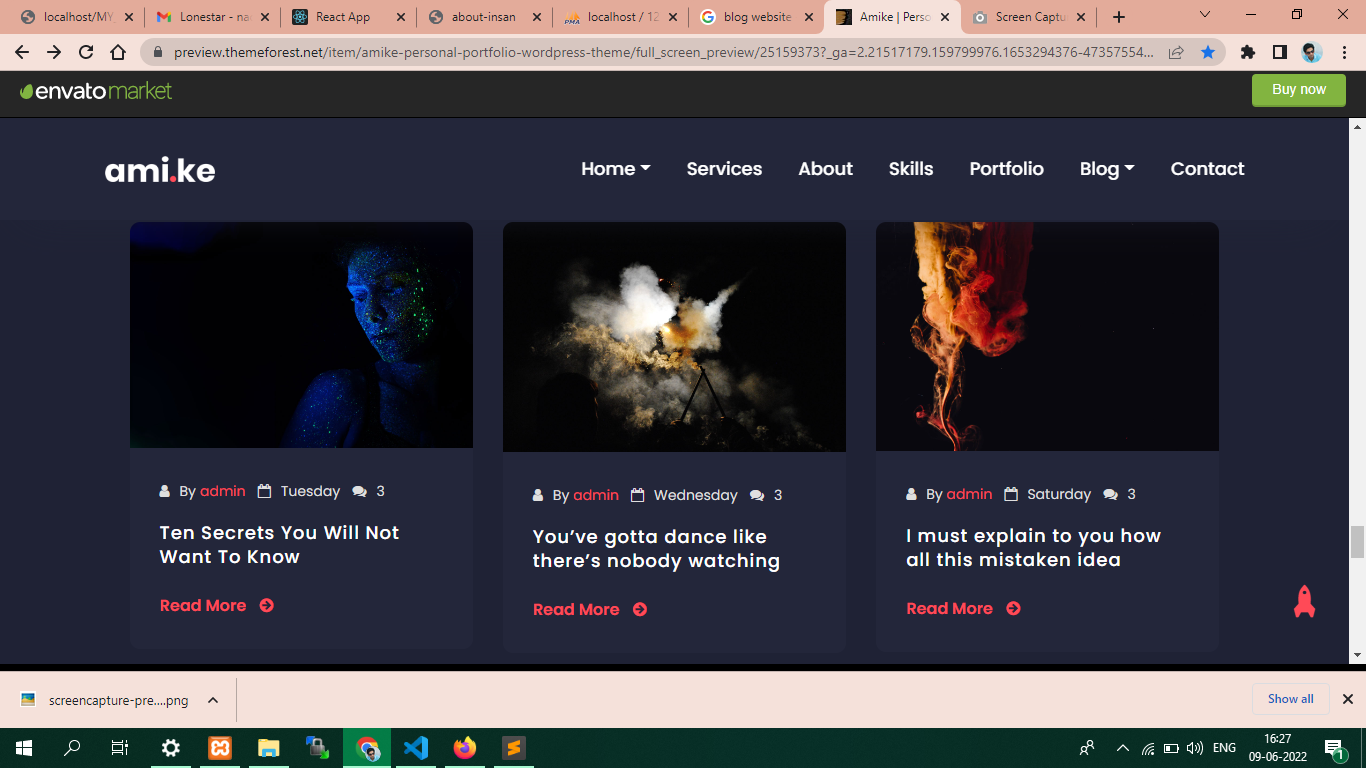 localhost/MY
Lonestar - na
React App
about-insan
localhost / 12
blog website
Amike | Perso
Screen Captu
preview.themeforest.net/item/amike-personal-portfolio-wordpress-theme/full_screen_preview/25159373?_ga=2.21517179.159799976.1653294376-47357554...
envato market
Buy now
ami.ke
Home
Services
About
Skills
Portfolio
Blog
Contact
By admin Tuesday 3
Ten Secrets You Will Not
Want To Know
Read More
By admin Wednesday 3
You’ve gotta dance like
there’s nobody watching
Read More
By admin Saturday 3
I must explain to you how
all this mistaken idea
Read More
screencapture-pre....png
Show all
ENG
16:27
09-06-2022
1